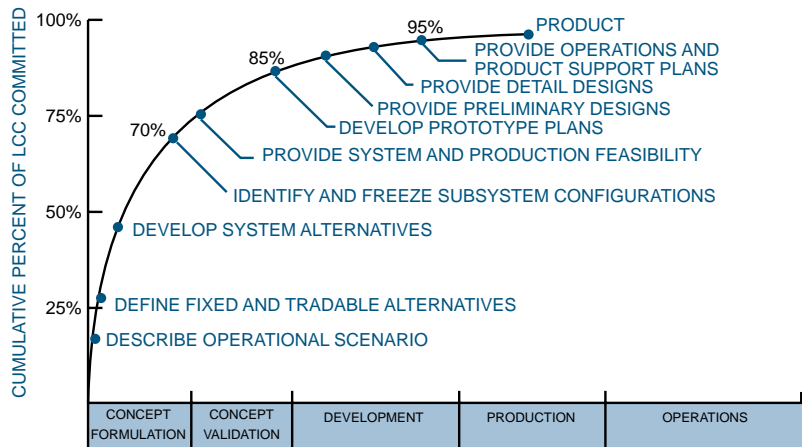 CUMULATIVE PERCENT OF LCC COMMITTED
100%
75%
50%
25%
70%
85%
95%
PRODUCT
PROVIDE OPERATIONS AND
PRODUCT SUPPORT PLANS
PROVIDE DETAIL DESIGNS
PROVIDE PRELIMINARY DESIGNS
DEVELOP PROTOTYPE PLANS
PROVIDE SYSTEM AND PRODUCTION FEASIBILITY
IDENTIFY AND FREEZE SUBSYSTEM CONFIGURATIONS
DEVELOP SYSTEM ALTERNATIVES
DEFINE FIXED AND TRADABLE ALTERNATIVES
DESCRIBE OPERATIONAL SCENARIO
CONCEPT
FORMULATION
CONCEPT
VALIDATION
DEVELOPMENT
PRODUCTION
OPERATIONS